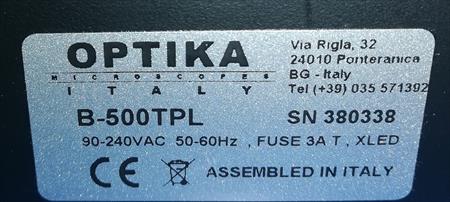 OPTIKA
MICROSCOPES
ITALY
Via Rigla, 32
24010 Ponteranica
BG - Italy
Tel (+39) 035 571392
B-500TPL SN 380338
90-240VAC 50-60Hz , FUSE 3A T , XLED
CE ASSEMBLED IN ITALY